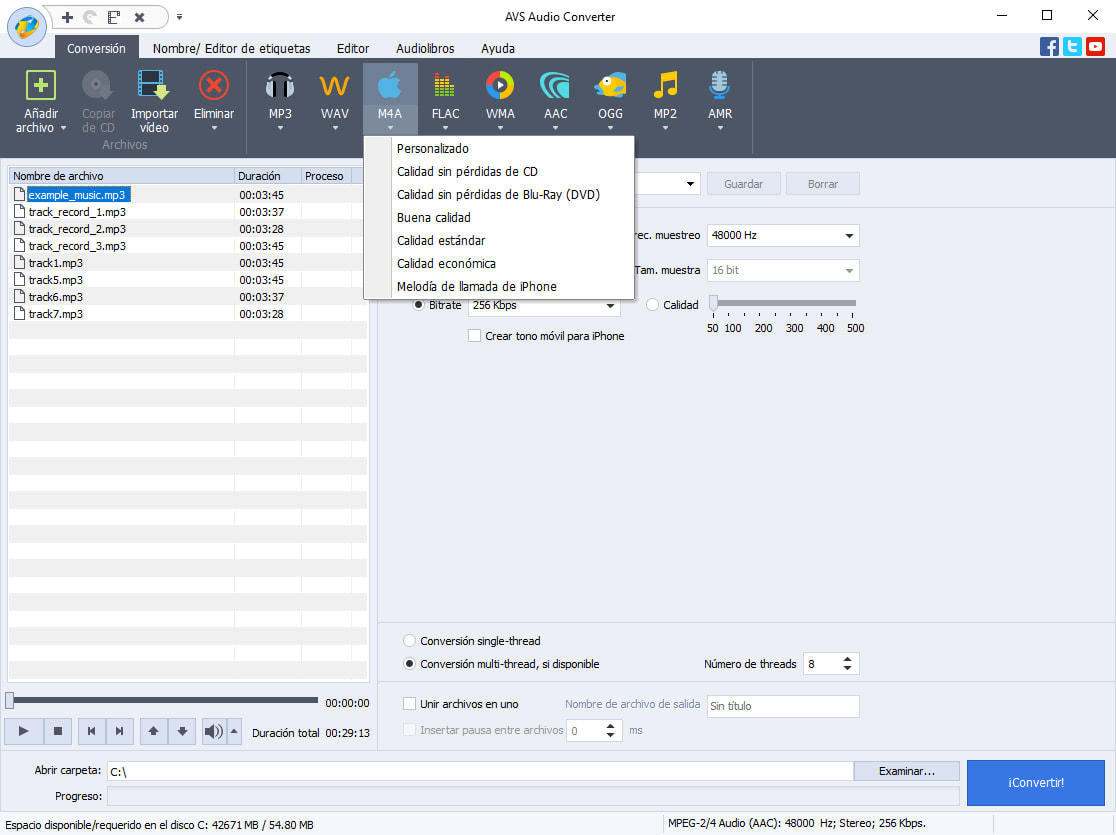 AVS Audio Converter
Conversión Nombre/ Editor de etiquetas Editor Audiolibros Ayuda
Añadir archivo
Copiar de CD
Importar vídeo
Eliminar
MP3 WAV M4A FLAC WMA AAC OGG MP2 AMR
Archivos
Personalizado
Calidad sin pérdidas de CD
Calidad sin pérdidas de Blu-Ray (DVD)
Buena calidad
Calidad estándar
Calidad económica
Melodía de llamada de iPhone
Nombre de archivo Duración Proceso
example_music.mp3 00:03:45
track_record_1.mp3 00:03:37
track_record_2.mp3 00:03:28
track_record_3.mp3 00:03:45
track1.mp3 00:03:45
track5.mp3 00:03:45
track6.mp3 00:03:37
track7.mp3 00:03:28
Guardar Borrar
rec. muestreo 48000 Hz
Tam. muestra 16 bit
Bitrate 256 Kbps Calidad
50 100 200 300 400 500
Crear tono móvil para iPhone
Conversión single-thread
Conversión multi-thread, si disponible Número de threads 8
Unir archivos en uno Nombre de archivo de salida Sin título
Insertar pausa entre archivos 0 ms
00:00:00
Duración total 00:29:13
Abrir carpeta: C:\ Examinar...
Progreso:
¡Convertir!
Espacio disponible/requerido en el disco C: 42671 MB / 54.80 MB
MPEG-2/4 Audio (AAC): 48000 Hz; Stereo; 256 Kbps.